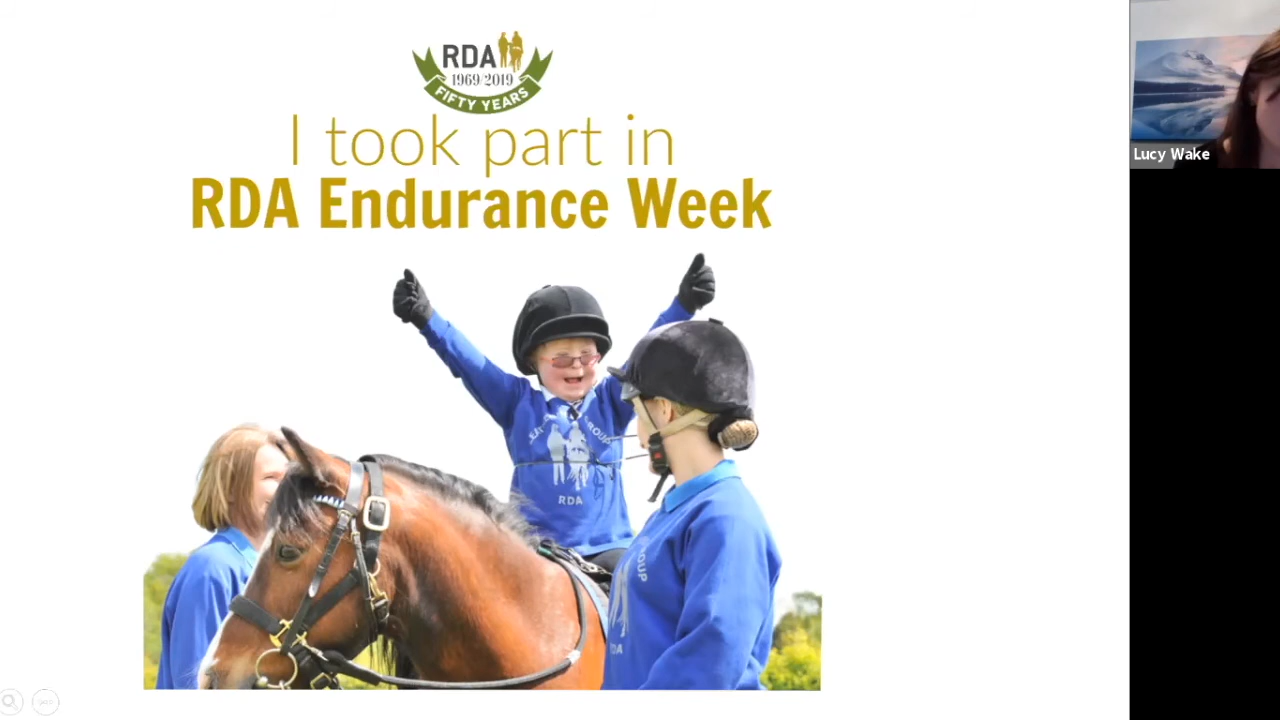 RDA
1969/2019
FIFTY YEARS
I took part in
RDA Endurance Week
Lucy Wake
RDA